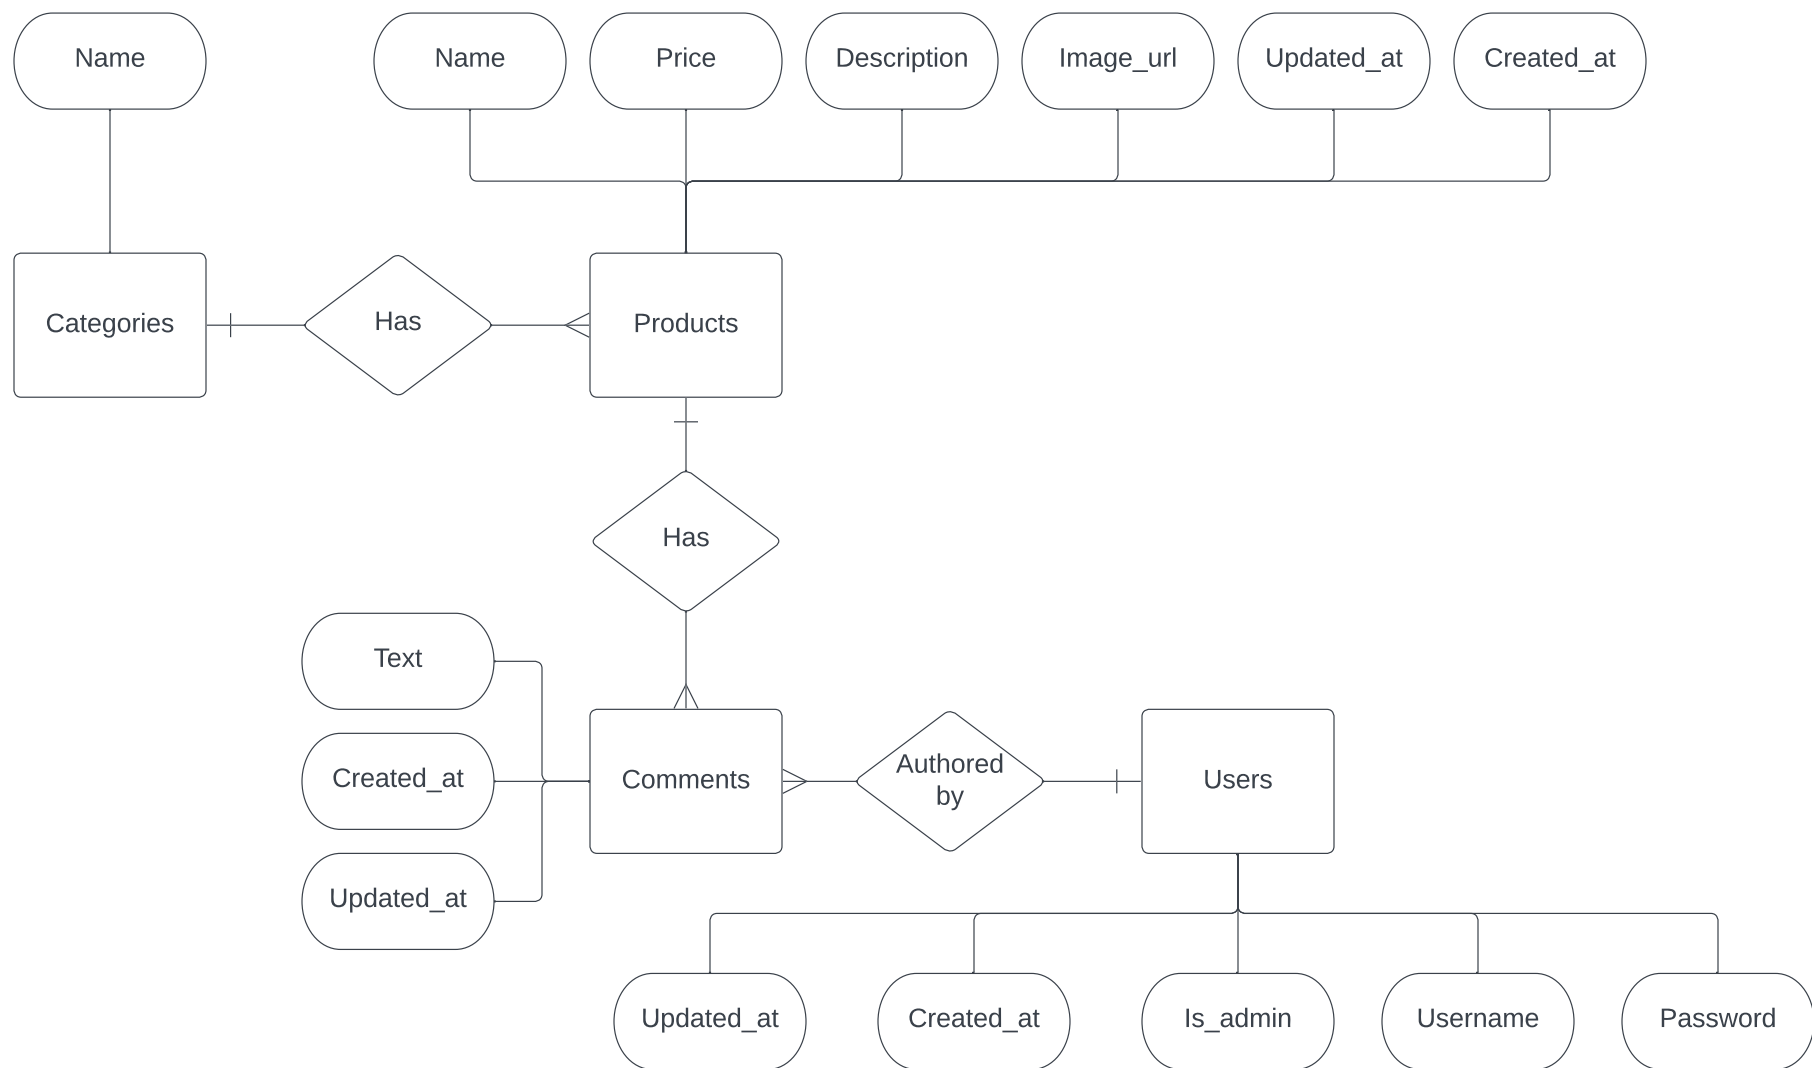 Name
Name
Price
Description
Image_url
Updated_at
Created_at
Categories
Has
Products
Has
Text
Created_at
Updated_at
Comments
Authored
by
Users
Updated_at
Created_at
Is_admin
Username
Password